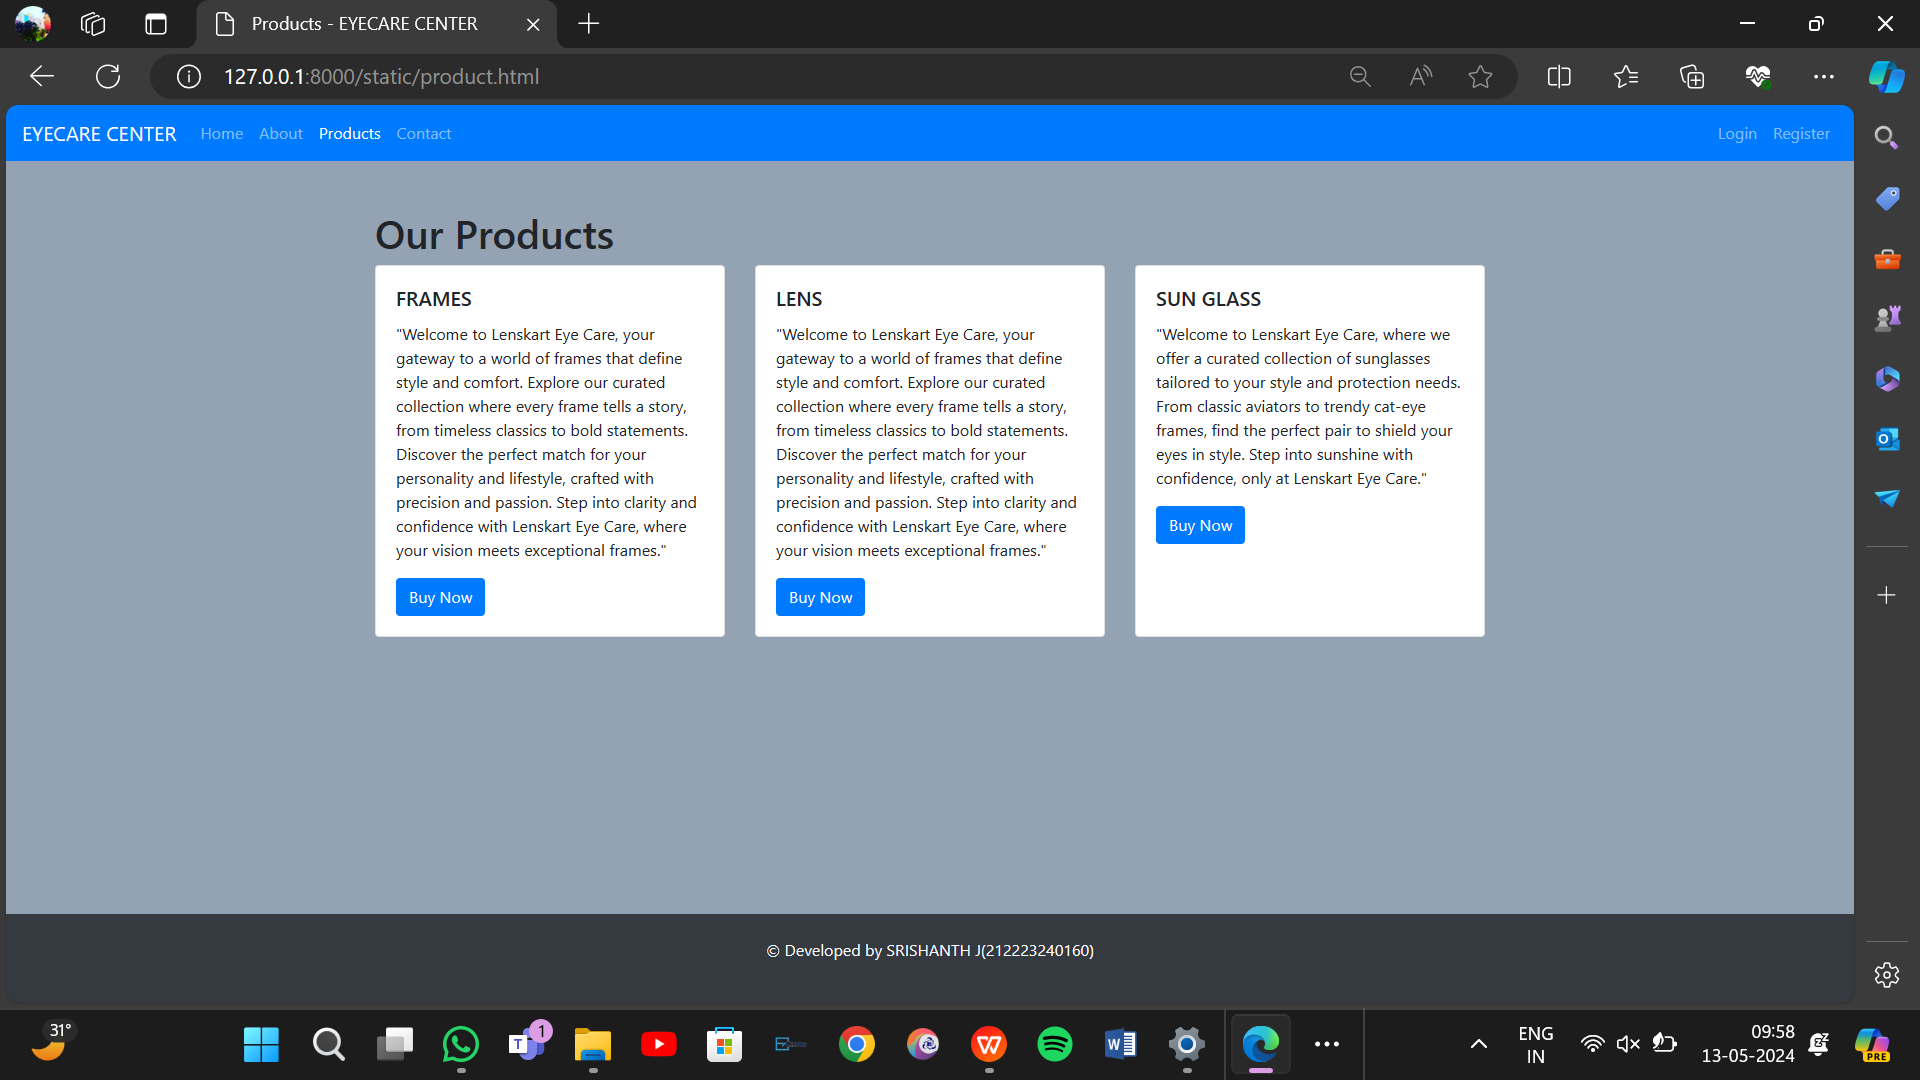 Products - EYECARE CENTER
127.0.0.1:8000/static/product.html
EYECARE CENTER Home About Products Contact Login Register
Our Products
FRAMES
"Welcome to Lenskart Eye Care, your
gateway to a world of frames that define
style and comfort. Explore our curated
collection where every frame tells a story,
from timeless classics to bold statements.
Discover the perfect match for your
personality and lifestyle, crafted with
precision and passion. Step into clarity and
confidence with Lenskart Eye Care, where
your vision meets exceptional frames."
Buy Now
LENS
"Welcome to Lenskart Eye Care, your
gateway to a world of frames that define
style and comfort. Explore our curated
collection where every frame tells a story,
from timeless classics to bold statements.
Discover the perfect match for your
personality and lifestyle, crafted with
precision and passion. Step into clarity and
confidence with Lenskart Eye Care, where
your vision meets exceptional frames."
Buy Now
SUN GLASS
"Welcome to Lenskart Eye Care, where we
offer a curated collection of sunglasses
tailored to your style and protection needs.
From classic aviators to trendy cat-eye
frames, find the perfect pair to shield your
eyes in style. Step into sunshine with
confidence, only at Lenskart Eye Care."
Buy Now
© Developed by SRISHANTH J(212223240160)
31°
1
ENG
IN
09:58
13-05-2024
PRE